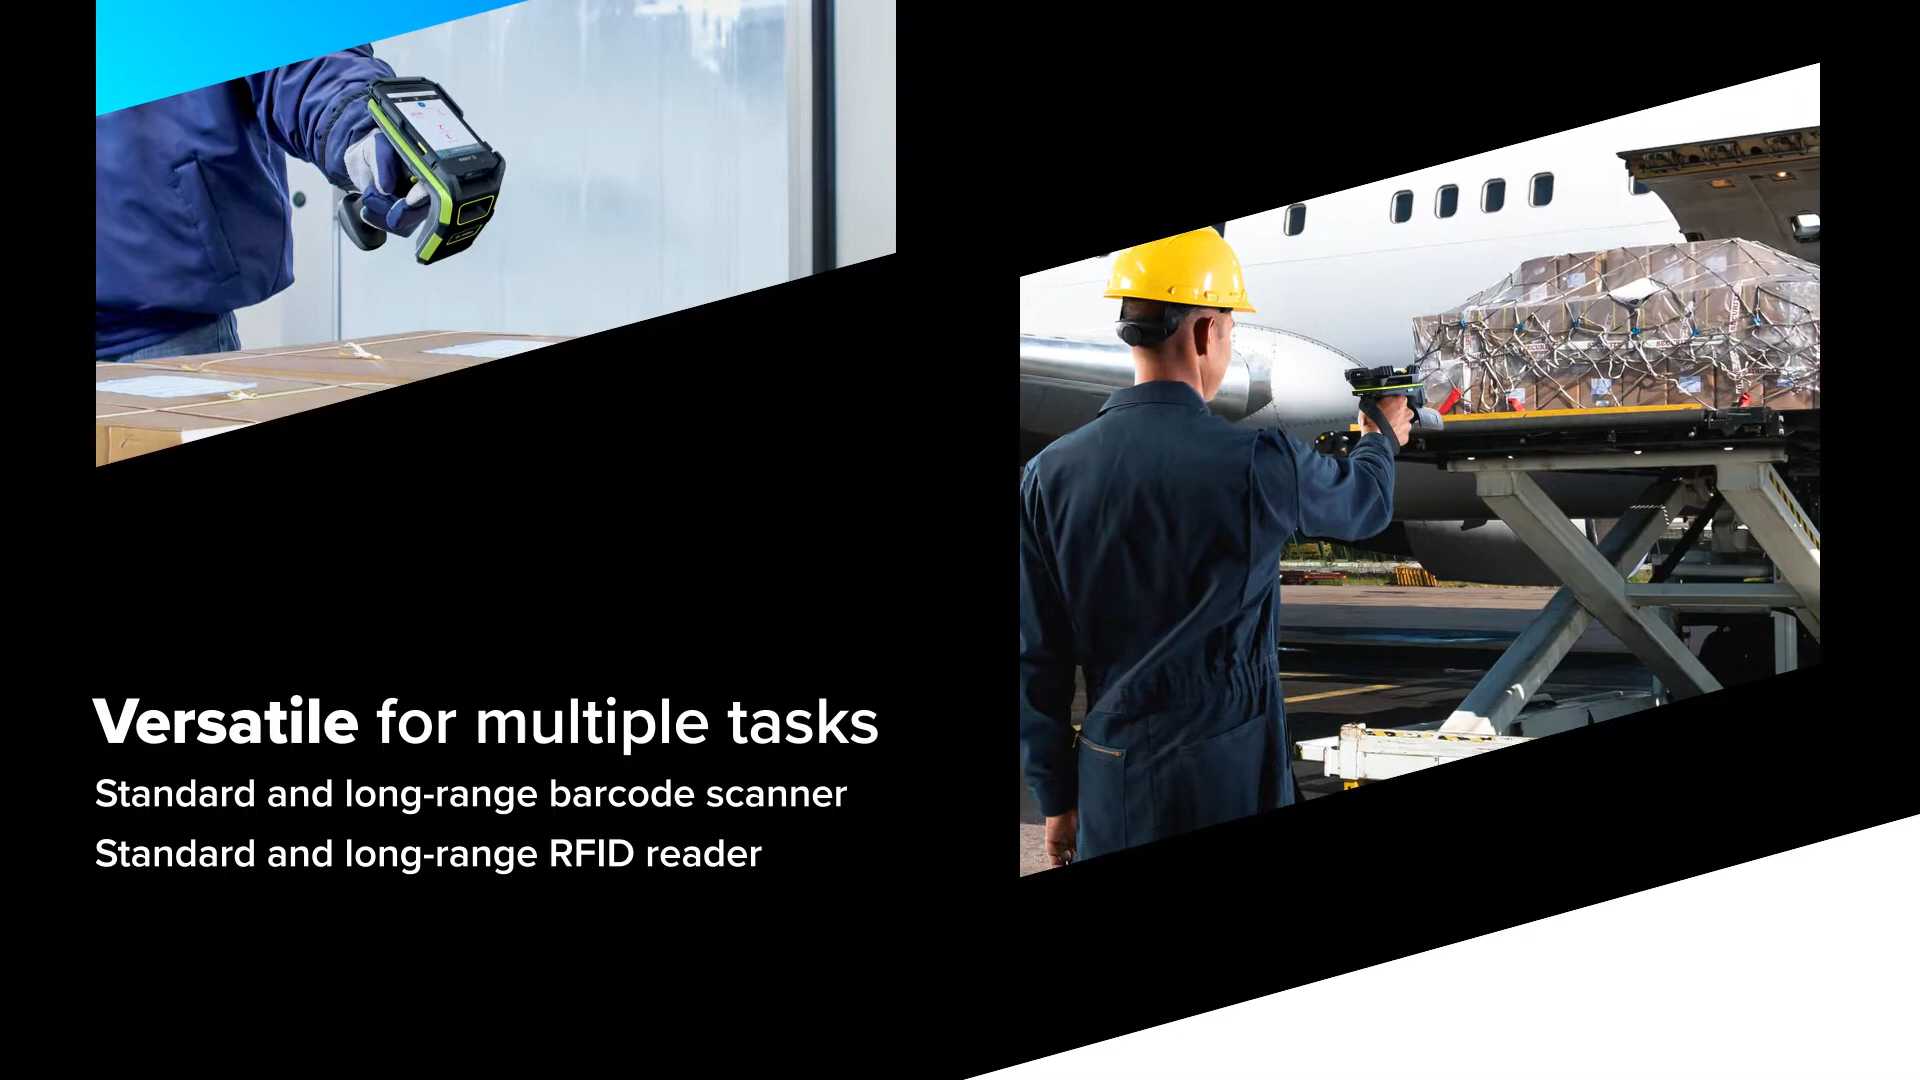 Versatile for multiple tasks
Standard and long-range barcode scanner
Standard and long-range RFID reader